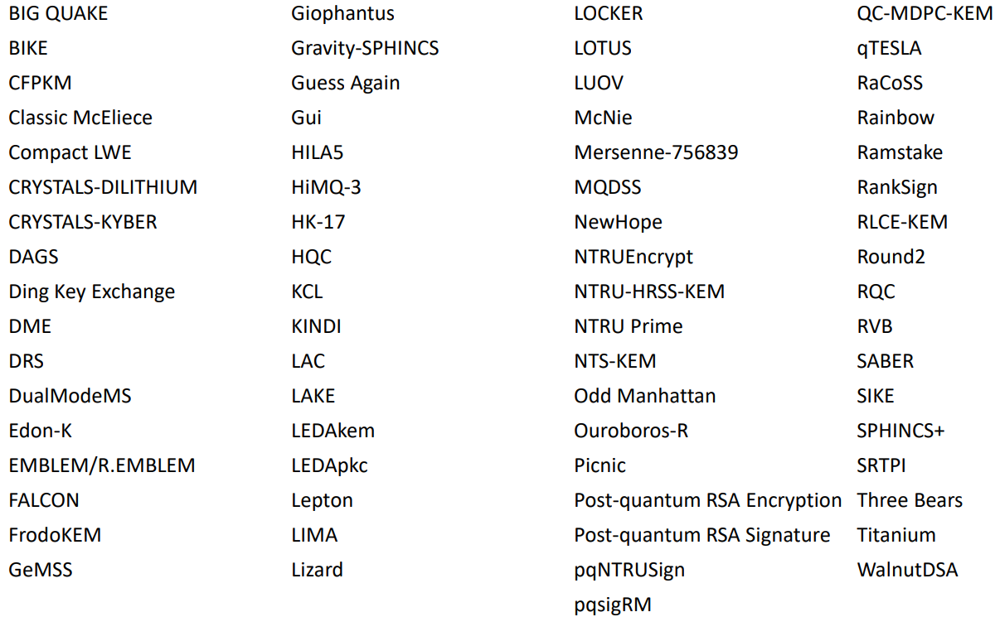 BIG QUAKE
BIKE
CFPKM
Classic McEliece
Compact LWE
CRYSTALS-DILITHIUM
CRYSTALS-KYBER
DAGS
Ding Key Exchange
DME
DRS
DualModeMS
Edon-K
EMBLEM/R.EMBLEM
FALCON
FrodoKEM
GeMSS
Giophantus
Gravity-SPHINCS
Guess Again
Gui
HILA5
HiMQ-3
HK-17
HQC
KCL
KINDI
LAC
LAKE
LEDAkem
LEDApkc
Lepton
LIMA
Lizard
LOCKER
LOTUS
LUOV
McNie
Mersenne-756839
MQDSS
NewHope
NTRUEncrypt
NTRU-HRSS-KEM
NTRU Prime
NTS-KEM
Odd Manhattan
Ouroboros-R
Picnic
Post-quantum RSA Encryption
Post-quantum RSA Signature
pqNTRUSign
pqsigRM
QC-MDPC-KEM
qTESLA
RaCoSS
Rainbow
Ramstake
RankSign
RLCE-KEM
Round2
RQC
RVB
SABER
SIKE
SPHINCS+
SRTPI
Three Bears
Titanium
WalnutDSA